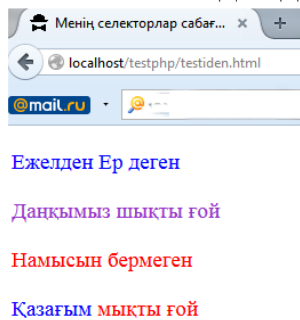 Менің селекторлар сабағ...
localhost/testphp/testiden.html
@mail.ru
Ежелден Ер деген
Даңқымыз шықты ғой
Намысын бермеген
Қазағым мықты ғой